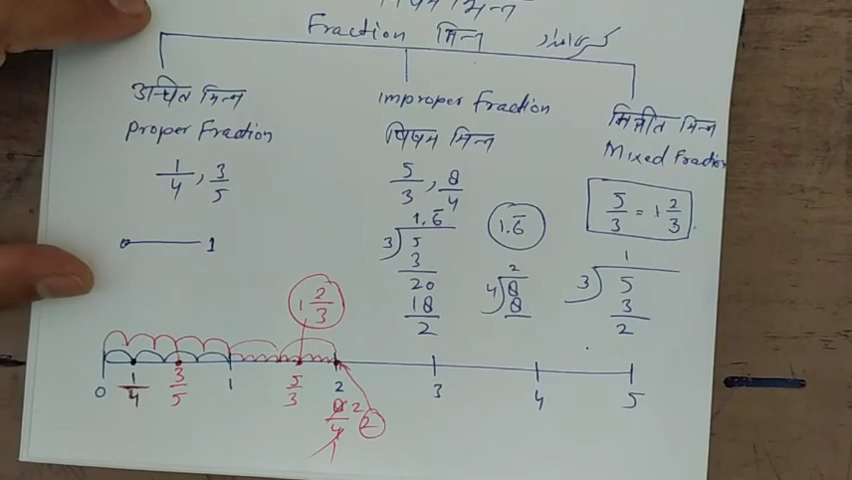 Fraction भिन्न
उचित भिन्न
Proper Fraction
1/4, 3/5
0 1
improper Fraction
विषम भिन्न
5/3, 8/4
1.6̅
3) 5
3
20
18
2
1.6̅
2
4) 8
8
मिश्रीत भिन्न
Mixed Fraction
5/3 = 1 2/3
1
3) 5
3
2
1 2/3
0 1/4 3/5 1 5/3 2 3 4 5
8/4 2 2
1